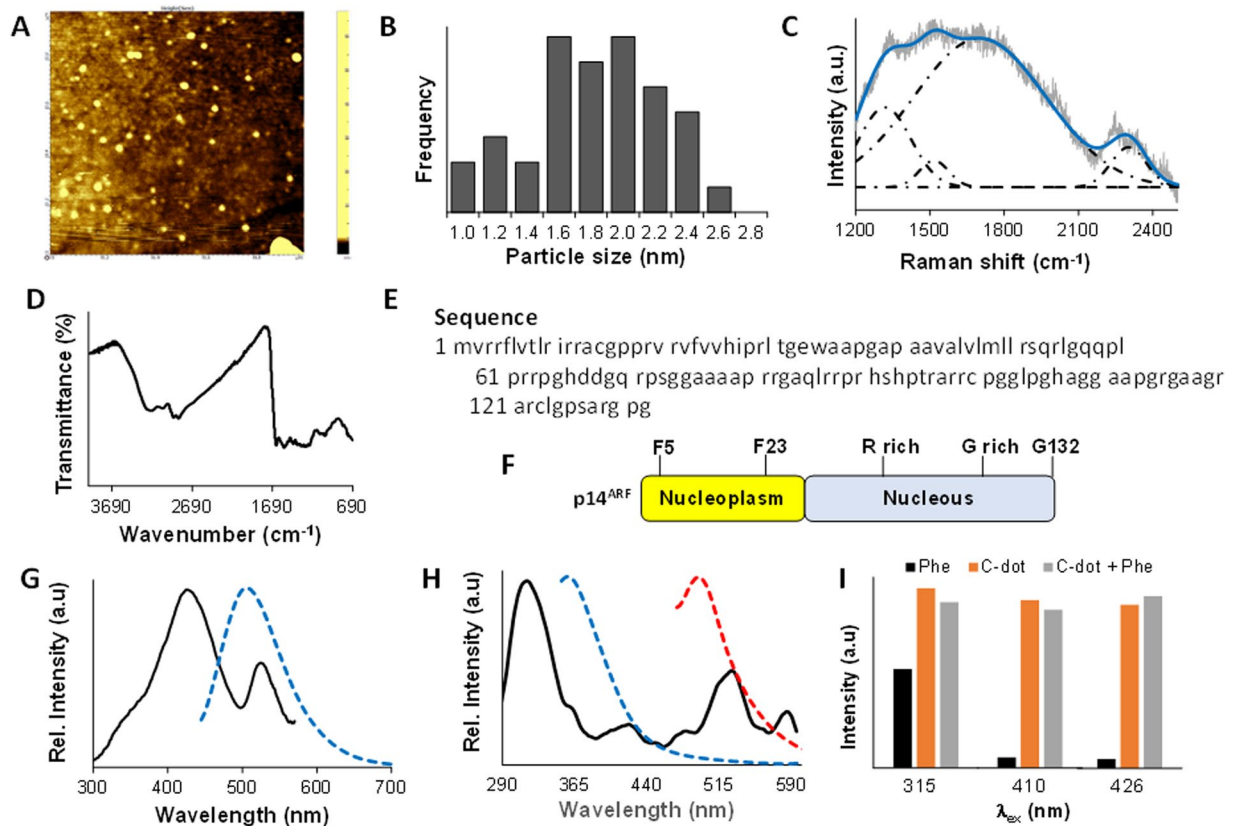 A
Height(Sen)
B
Frequency
1.0 1.2 1.4 1.6 1.8 2.0 2.2 2.4 2.6 2.8
Particle size (nm)
C
Intensity (a.u.)
1200 1500 1800 2100 2400
Raman shift (cm-1)
D
Transmittance (%)
3690 2690 1690 690
Wavenumber (cm-1)
E
Sequence
1 mvrrflvtlr irracgpprv rvfvvhiprl tgewaapgap aavalvlmll rsqrlgqqpl
61 prrpghddgq rpsggaaaap rrgaqlrrpr hshptrarrc pgglpghagg aapgrgaagr
121 arclgpsarg pg
F
F5 F23 R rich G rich G132
p14ARF Nucleoplasm Nucleous
G
Rel. Intensity (a.u)
300 400 500 600 700
Wavelength (nm)
H
Rel. Intensity (a.u)
290 365 440 515 590
Wavelength (nm)
I
Phe C-dot C-dot + Phe
Intensity (a.u)
315 410 426
λex (nm)